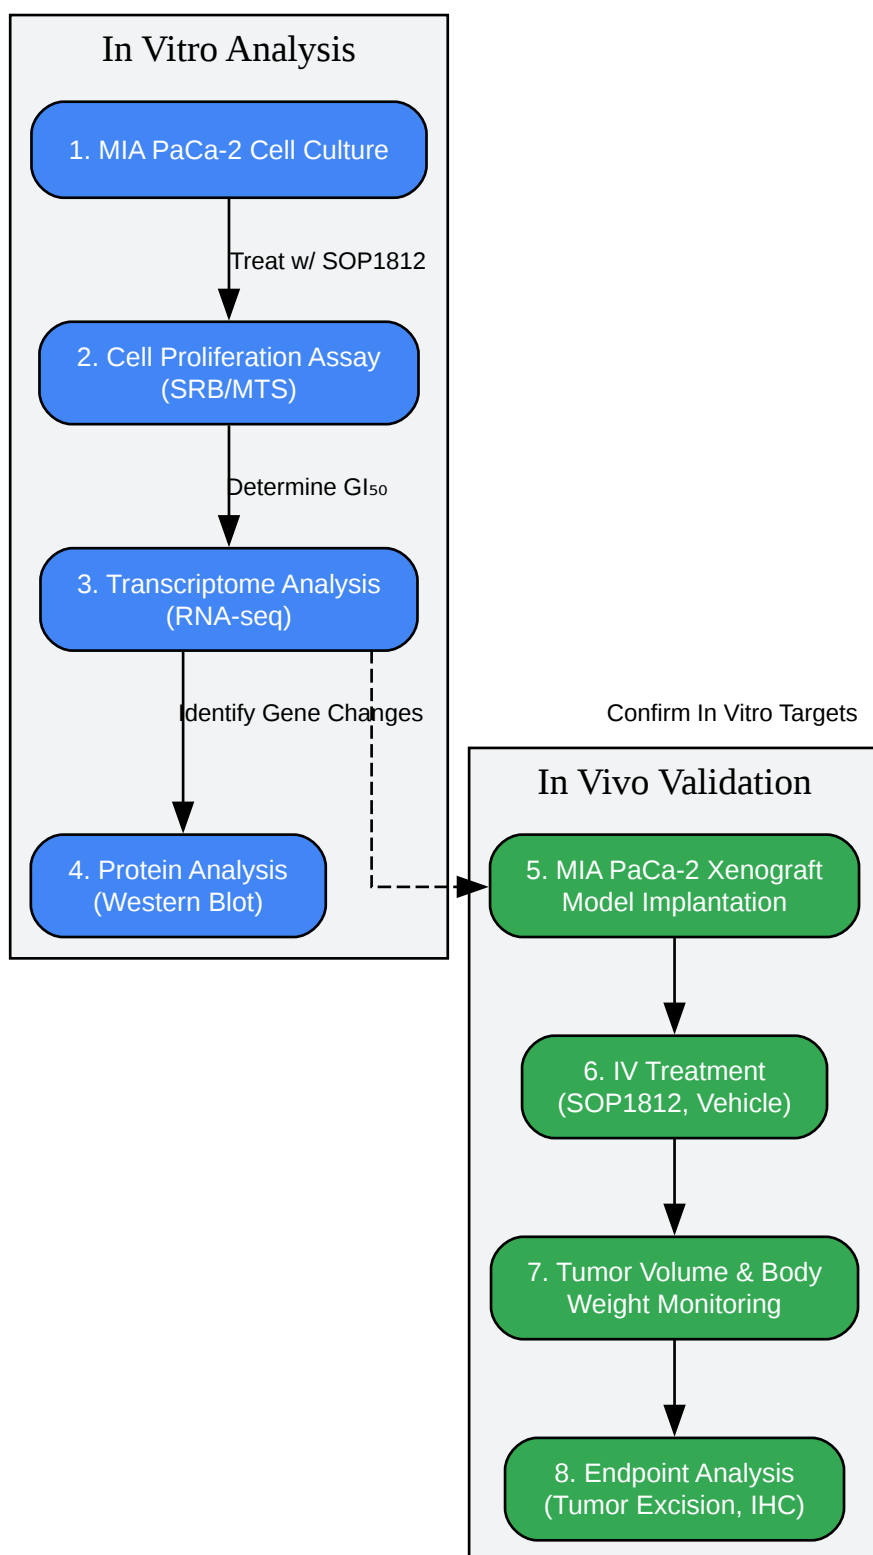 In Vitro Analysis
1. MIA PaCa-2 Cell Culture
Treat w/ SOP1812
2. Cell Proliferation Assay
(SRB/MTS)
Determine GI₅₀
3. Transcriptome Analysis
(RNA-seq)
Identify Gene Changes
4. Protein Analysis
(Western Blot)
Confirm In Vitro Targets
In Vivo Validation
5. MIA PaCa-2 Xenograft
Model Implantation
6. IV Treatment
(SOP1812, Vehicle)
7. Tumor Volume & Body
Weight Monitoring
8. Endpoint Analysis
(Tumor Excision, IHC)